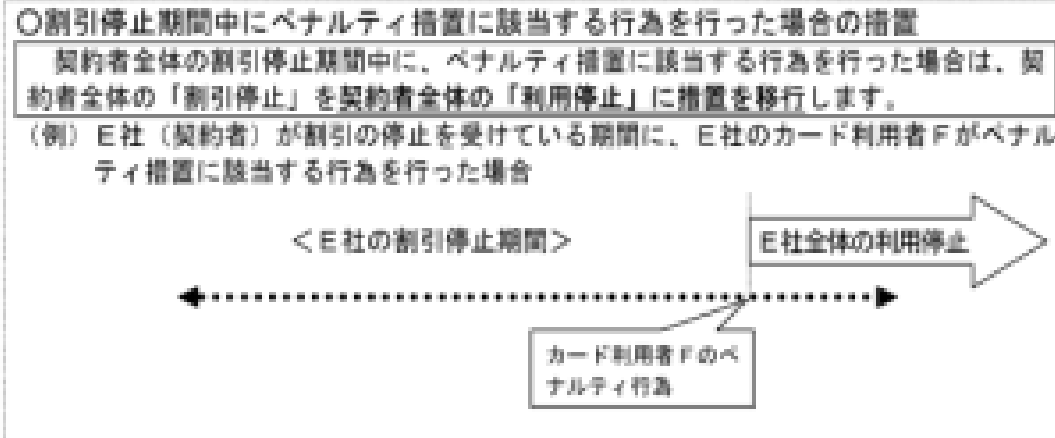 〇割引停止期間中にペナルティ措置に該当する行為を行った場合の措置
契約者全体の割引停止期間中に、ペナルティ措置に該当する行為を行った場合は、契
約者全体の「割引停止」を契約者全体の「利用停止」に措置を移行します。
(例) E社(契約者)が割引の停止を受けている期間に、E社のカード利用者Fがペナル
ティ措置に該当する行為を行った場合
<E社の割引停止期間>
E社全体の利用停止
カード利用者Fのペ
ナルティ行為